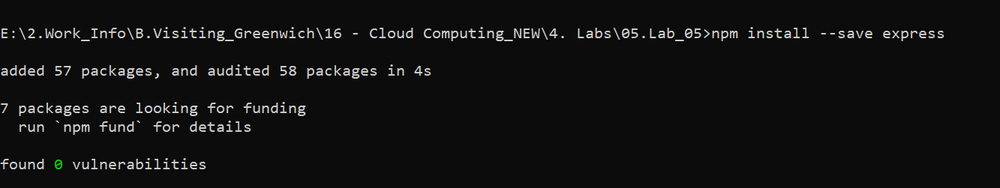 E:\2.Work_Info\B.Visiting_Greenwich\16 - Cloud Computing_NEW\4. Labs\05.Lab_05>npm install --save express
added 57 packages, and audited 58 packages in 4s
7 packages are looking for funding
  run `npm fund` for details
found 0 vulnerabilities